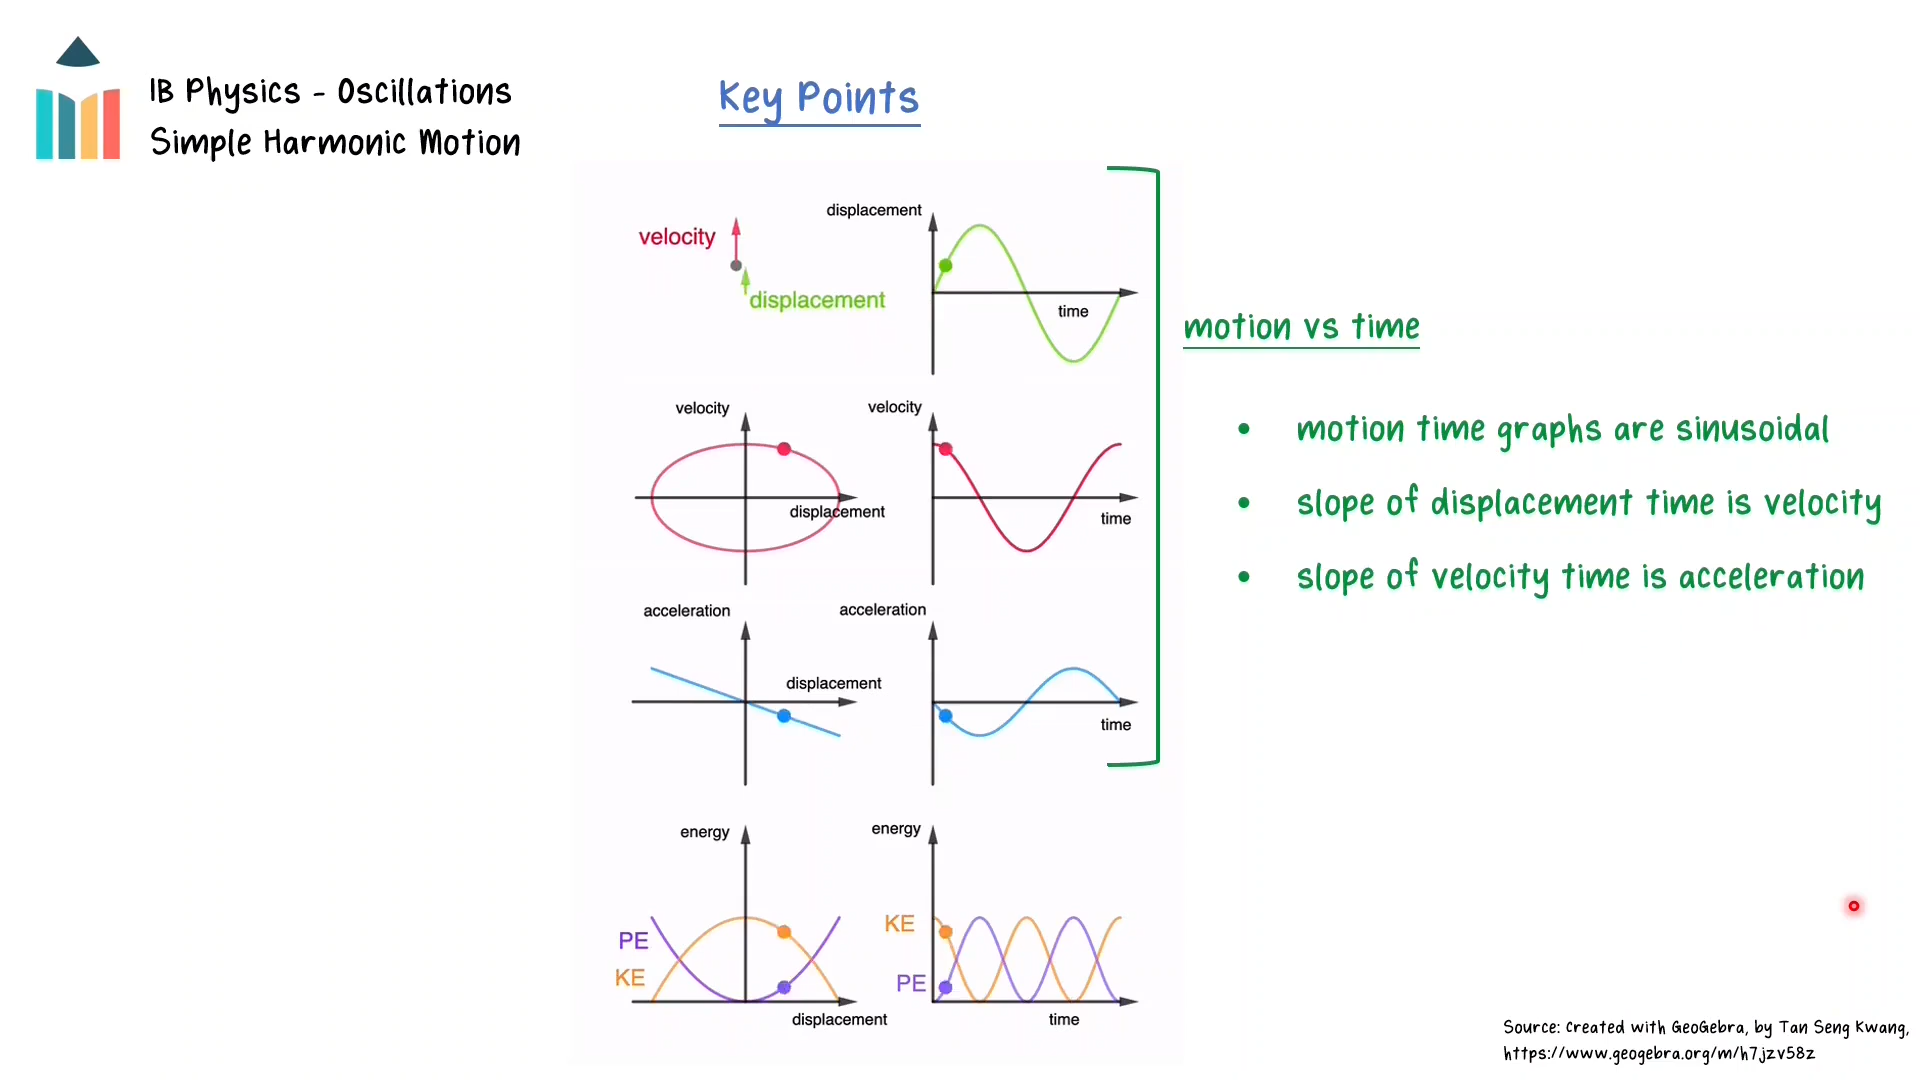 IB Physics - Oscillations
Simple Harmonic Motion
Key Points
velocity
displacement
displacement
time
motion vs time
• motion time graphs are sinusoidal
• slope of displacement time is velocity
• slope of velocity time is acceleration
velocity
displacement
velocity
time
acceleration
displacement
acceleration
time
energy
PE
KE
displacement
energy
KE
PE
time
Source: Created with GeoGebra, by Tan Seng Kwang,
https://www.geogebra.org/m/h7jzv58z